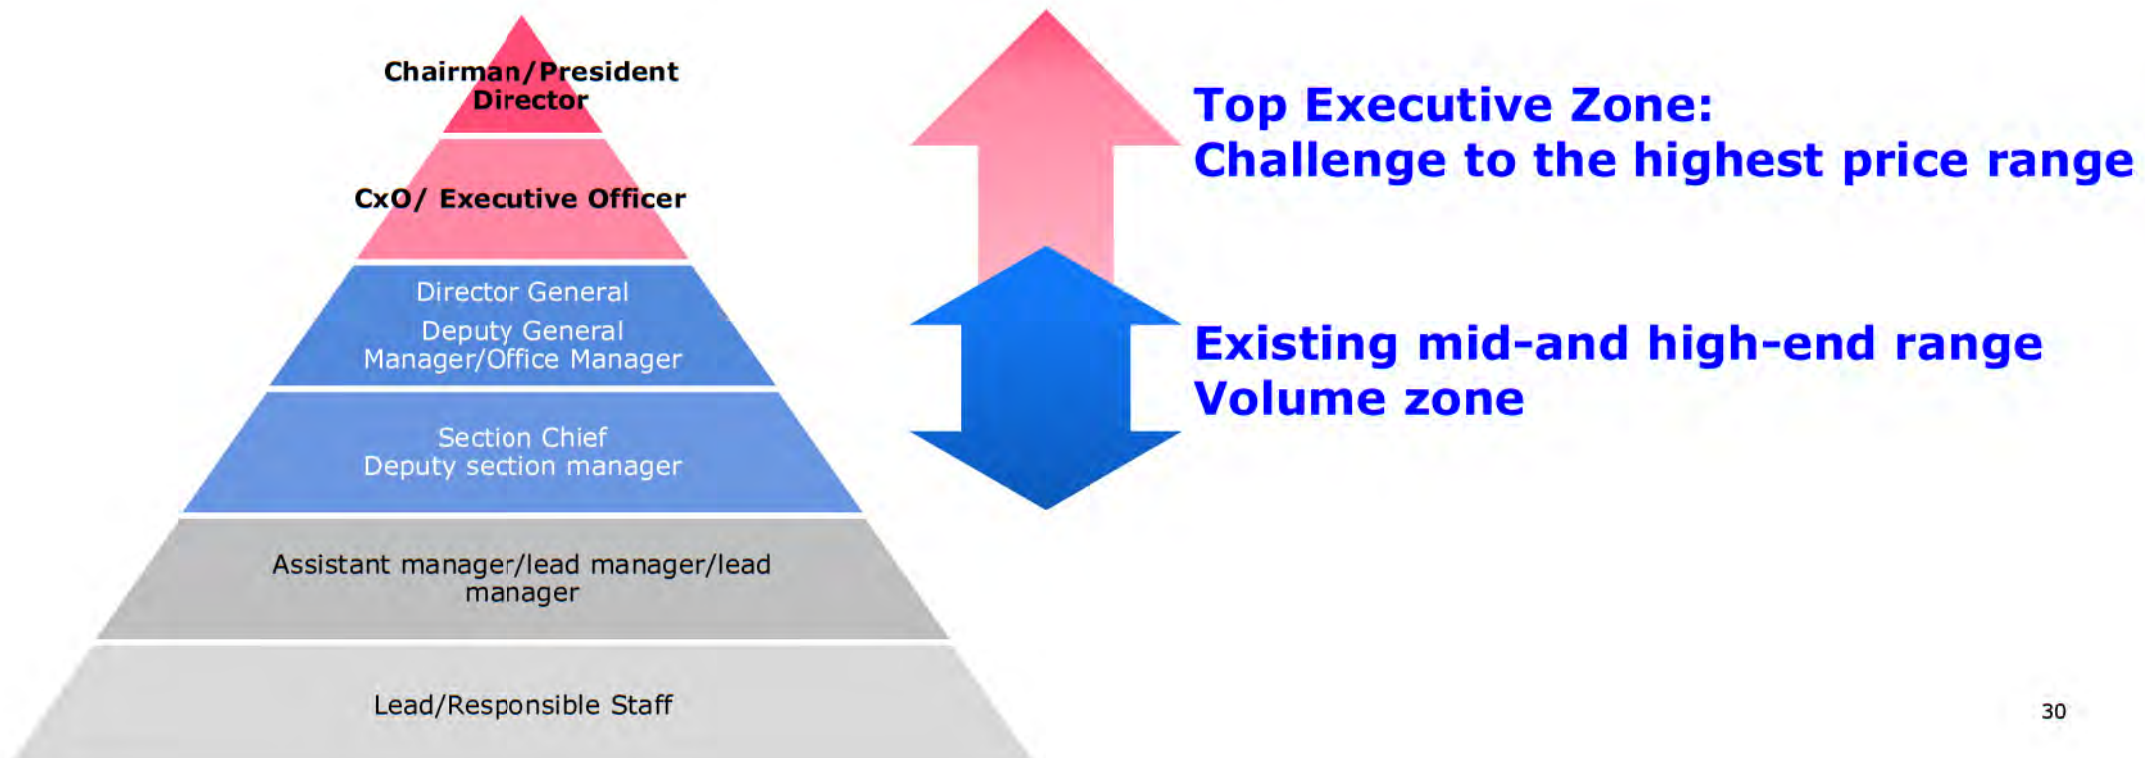 Chairman/President
Director
CxO/ Executive Officer
Director General
Deputy General
Manager/Office Manager
Section Chief
Deputy section manager
Assistant manager/lead manager/lead
manager
Lead/Responsible Staff
Top Executive Zone:
Challenge to the highest price range
Existing mid-and high-end range
Volume zone
30